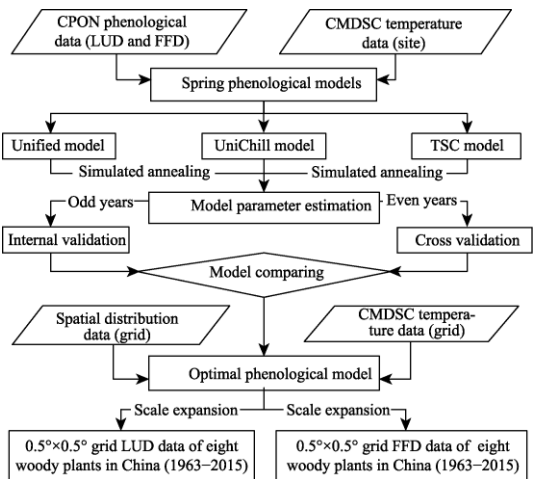 CPON phenological
data (LUD and FFD)
CMDSC temperature
data (site)
Spring phenological models
Unified model
UniChill model
TSC model
Simulated annealing
Simulated annealing
Odd years
Model parameter estimation
Even years
Internal validation
Cross validation
Model comparing
Spatial distribution
data (grid)
CMDSC tempera-
ture data (grid)
Optimal phenological model
Scale expansion
Scale expansion
0.5°×0.5° grid LUD data of eight
woody plants in China (1963−2015)
0.5°×0.5° grid FFD data of eight
woody plants in China (1963−2015)